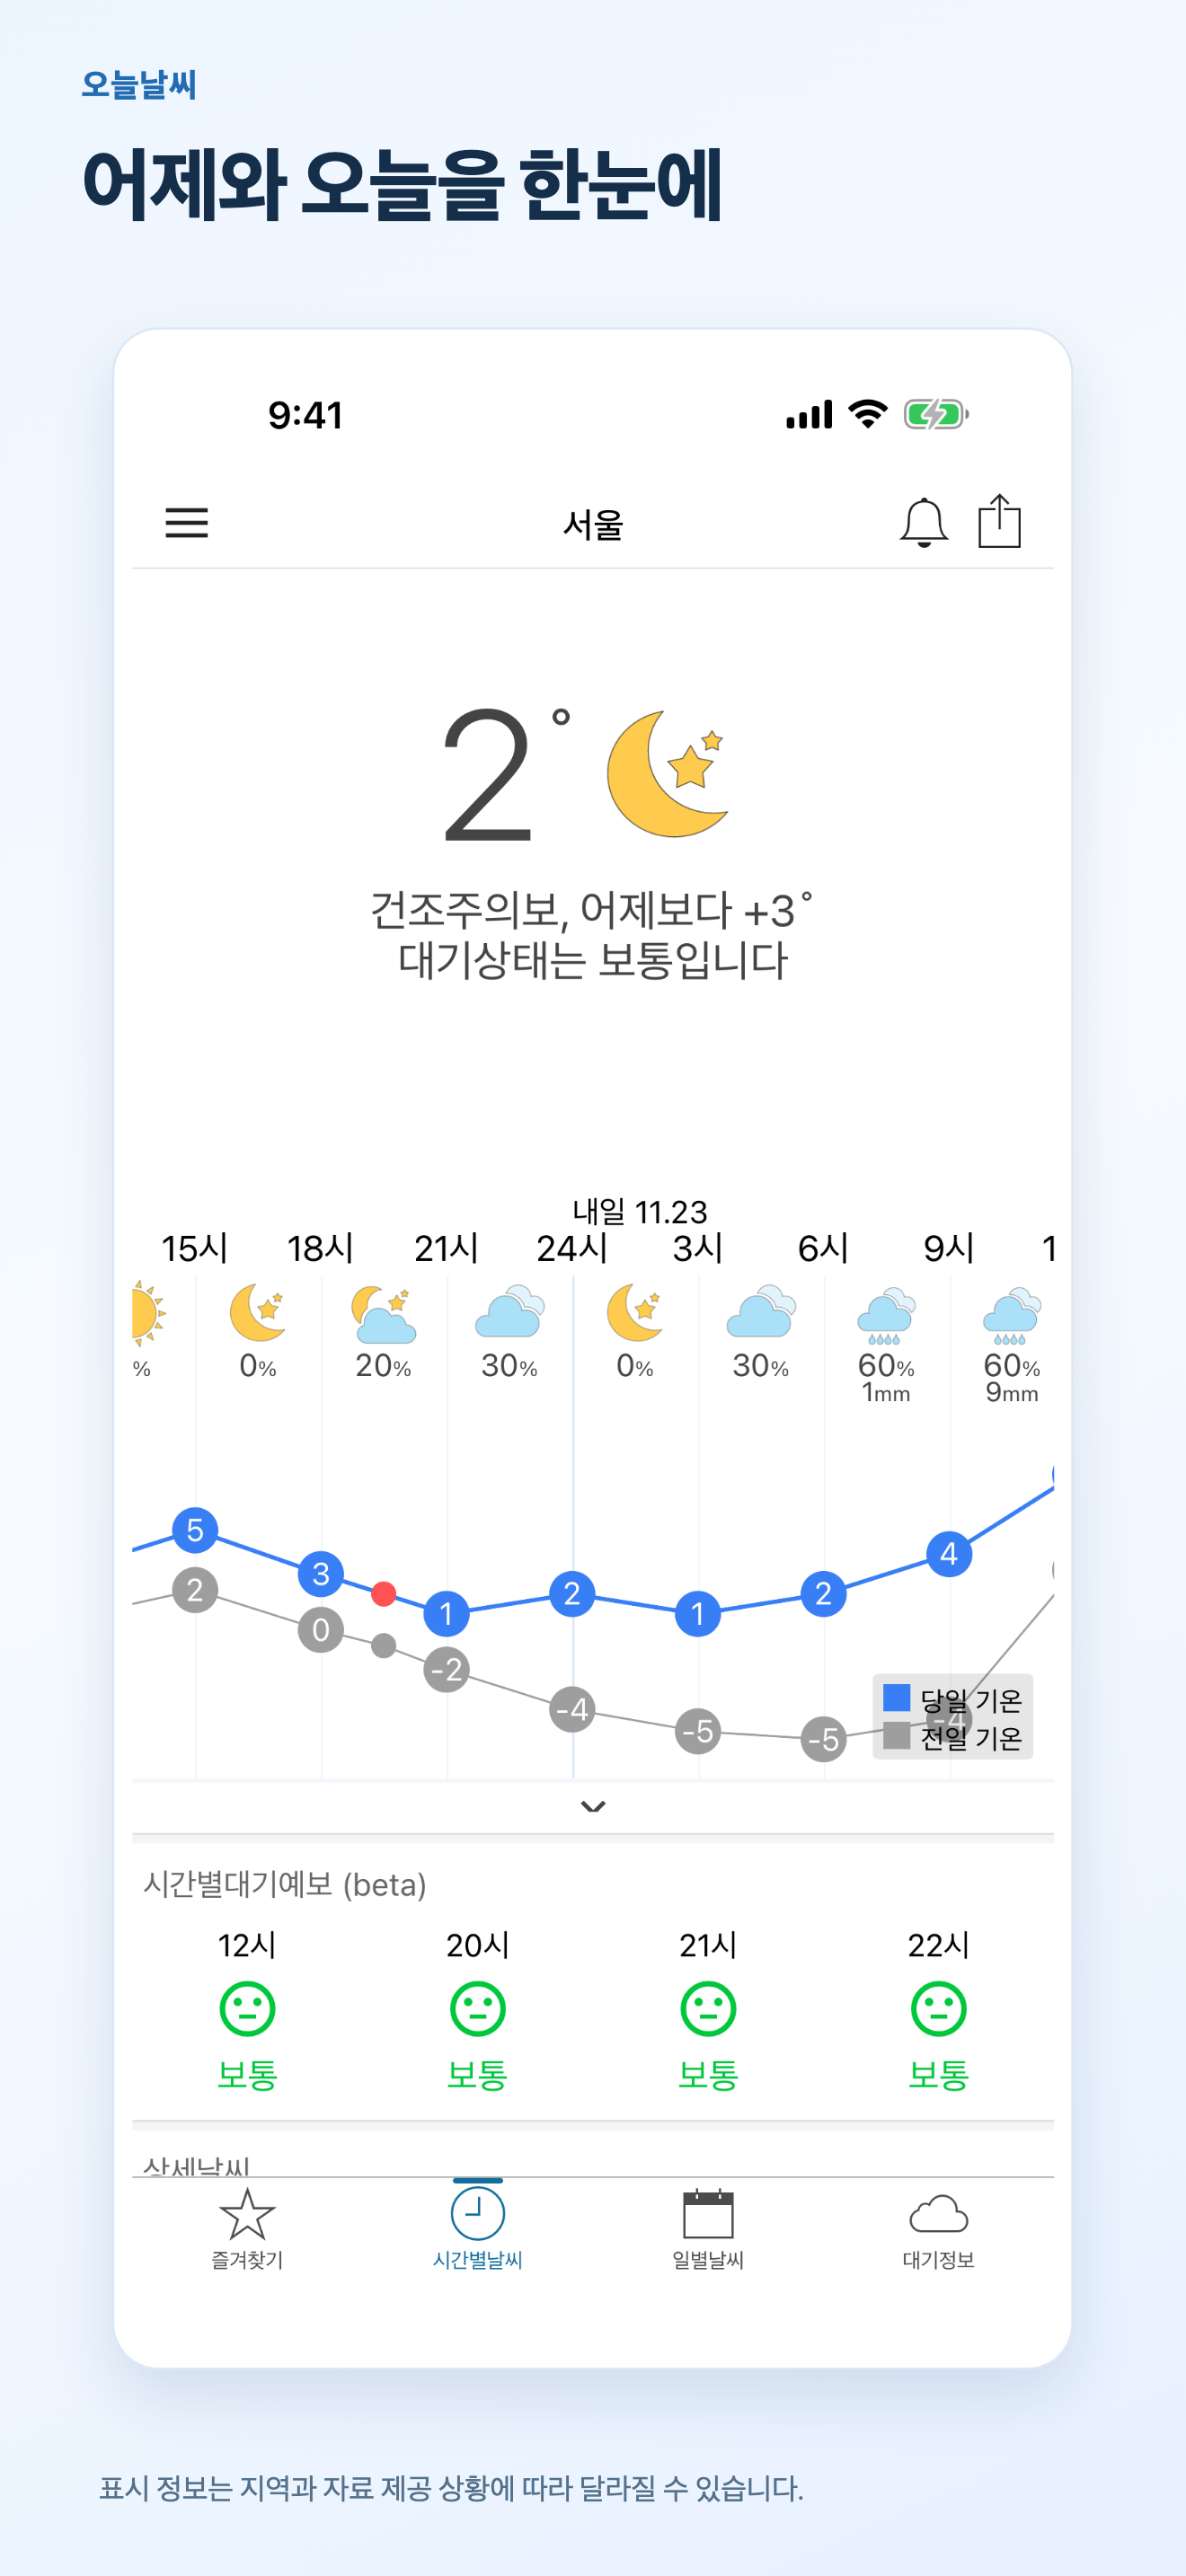 오늘날씨
어제와 오늘을 한눈에
9:41
서울
2°
건조주의보, 어제보다 +3°
대기상태는 보통입니다
내일 11.23
15시 18시 21시 24시 3시 6시 9시 1
% 0% 20% 30% 0% 30% 60% 60%
1mm 9mm
5 3 1 2 1 2 4
2 0 -2 -4 -5 -5 -4
당일 기온
전일 기온
시간별대기예보 (beta)
12시 20시 21시 22시
보통 보통 보통 보통
상세날씨
즐겨찾기 시간별날씨 일별날씨 대기정보
표시 정보는 지역과 자료 제공 상황에 따라 달라질 수 있습니다.